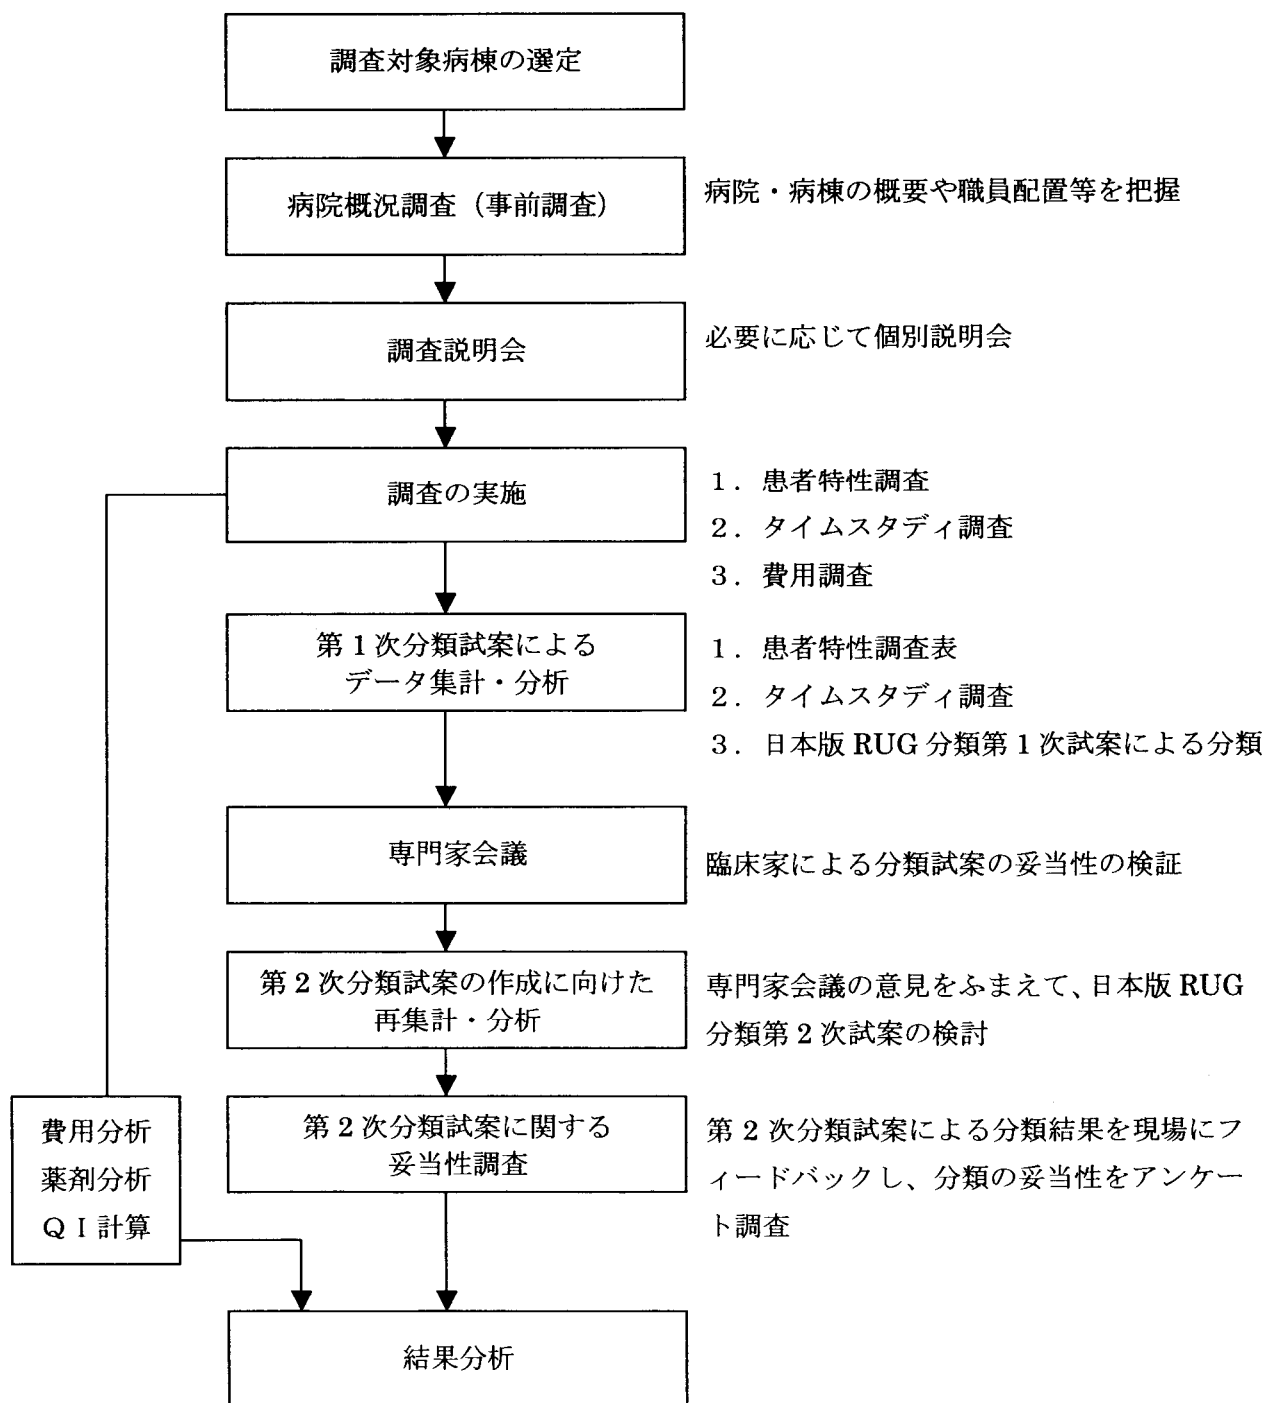 調査対象病棟の選定
病院概況調査（事前調査）
病院・病棟の概要や職員配置等を把握
調査説明会
必要に応じて個別説明会
調査の実施
１．患者特性調査
２．タイムスタディ調査
３．費用調査
第１次分類試案による
データ集計・分析
１．患者特性調査表
２．タイムスタディ調査
３．日本版 RUG 分類第１次試案による分類
専門家会議
臨床家による分類試案の妥当性の検証
第２次分類試案の作成に向けた
再集計・分析
専門家会議の意見をふまえて、日本版 RUG
分類第２次試案の検討
費用分析
薬剤分析
ＱＩ計算
第２次分類試案に関する
妥当性調査
第２次分類試案による分類結果を現場にフ
ィードバックし、分類の妥当性をアンケー
ト調査
結果分析